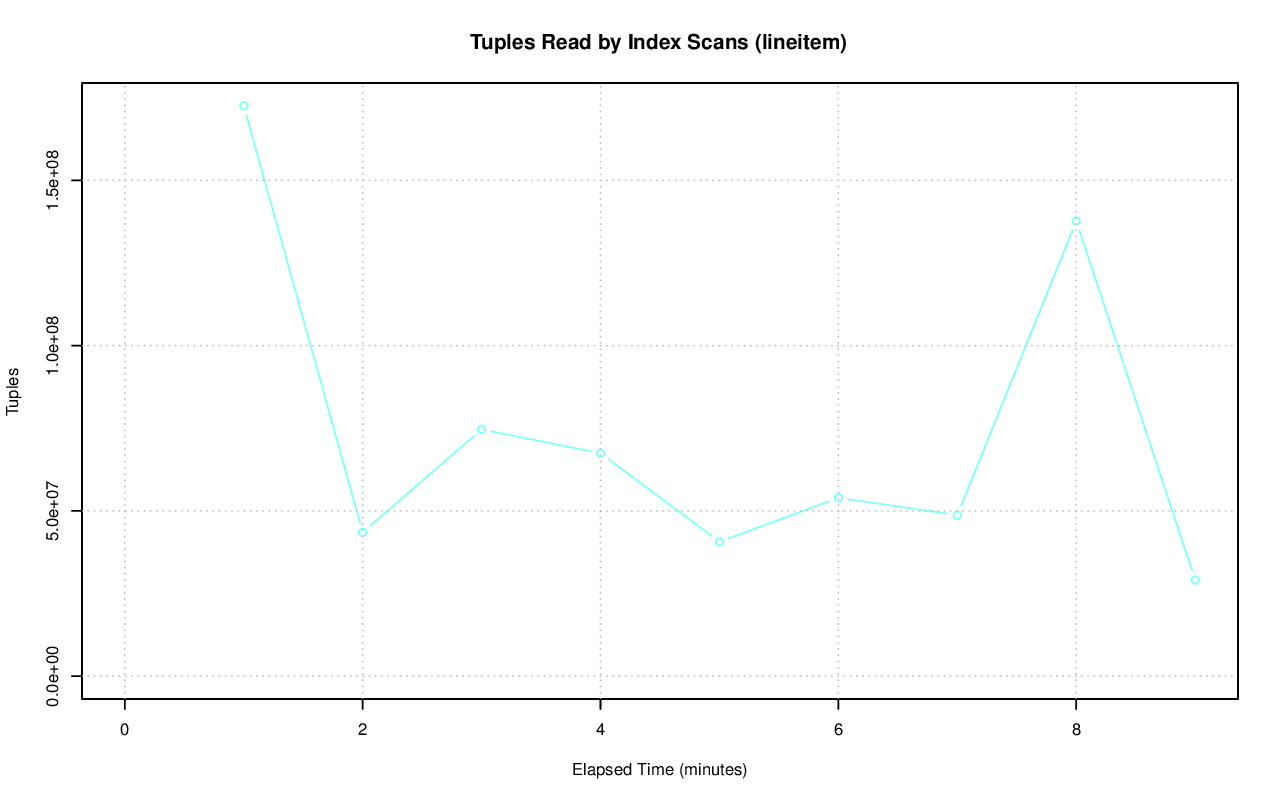 Tuples Read by Index Scans (lineitem)
Tuples
1.5e+08
1.0e+08
5.0e+07
0.0e+00
0 2 4 6 8
Elapsed Time (minutes)